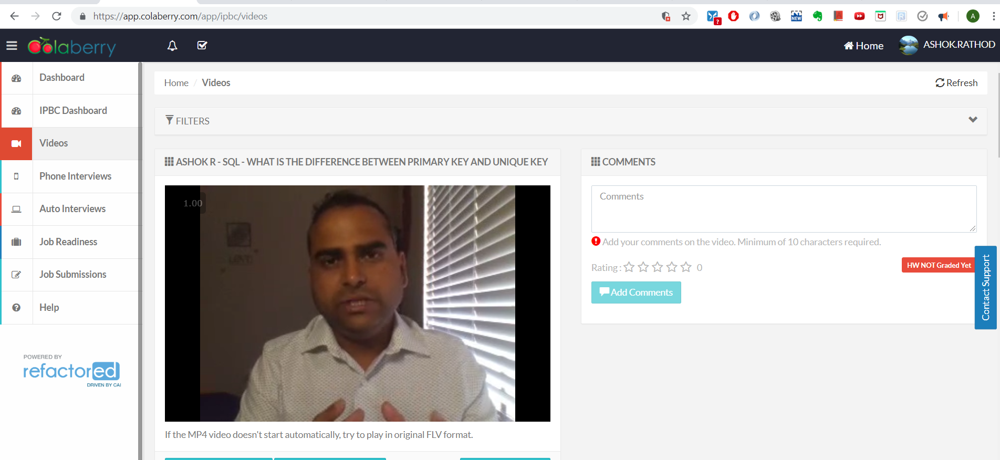 https://app.colaberry.com/app/ipbc/videos
?
NEW
A
Colaberry
Home
ASHOK.RATHOD
Dashboard
IPBC Dashboard
Videos
Phone Interviews
Auto Interviews
Job Readiness
Job Submissions
Help
POWERED BY
refactored
DRIVEN BY CAI
Home / Videos
Refresh
FILTERS
ASHOK R - SQL - WHAT IS THE DIFFERENCE BETWEEN PRIMARY KEY AND UNIQUE KEY
1.00
If the MP4 video doesn't start automatically, try to play in original FLV format.
COMMENTS
Comments
Add your comments on the video. Minimum of 10 characters required.
Rating : 0
HW NOT Graded Yet
Add Comments
Contact Support